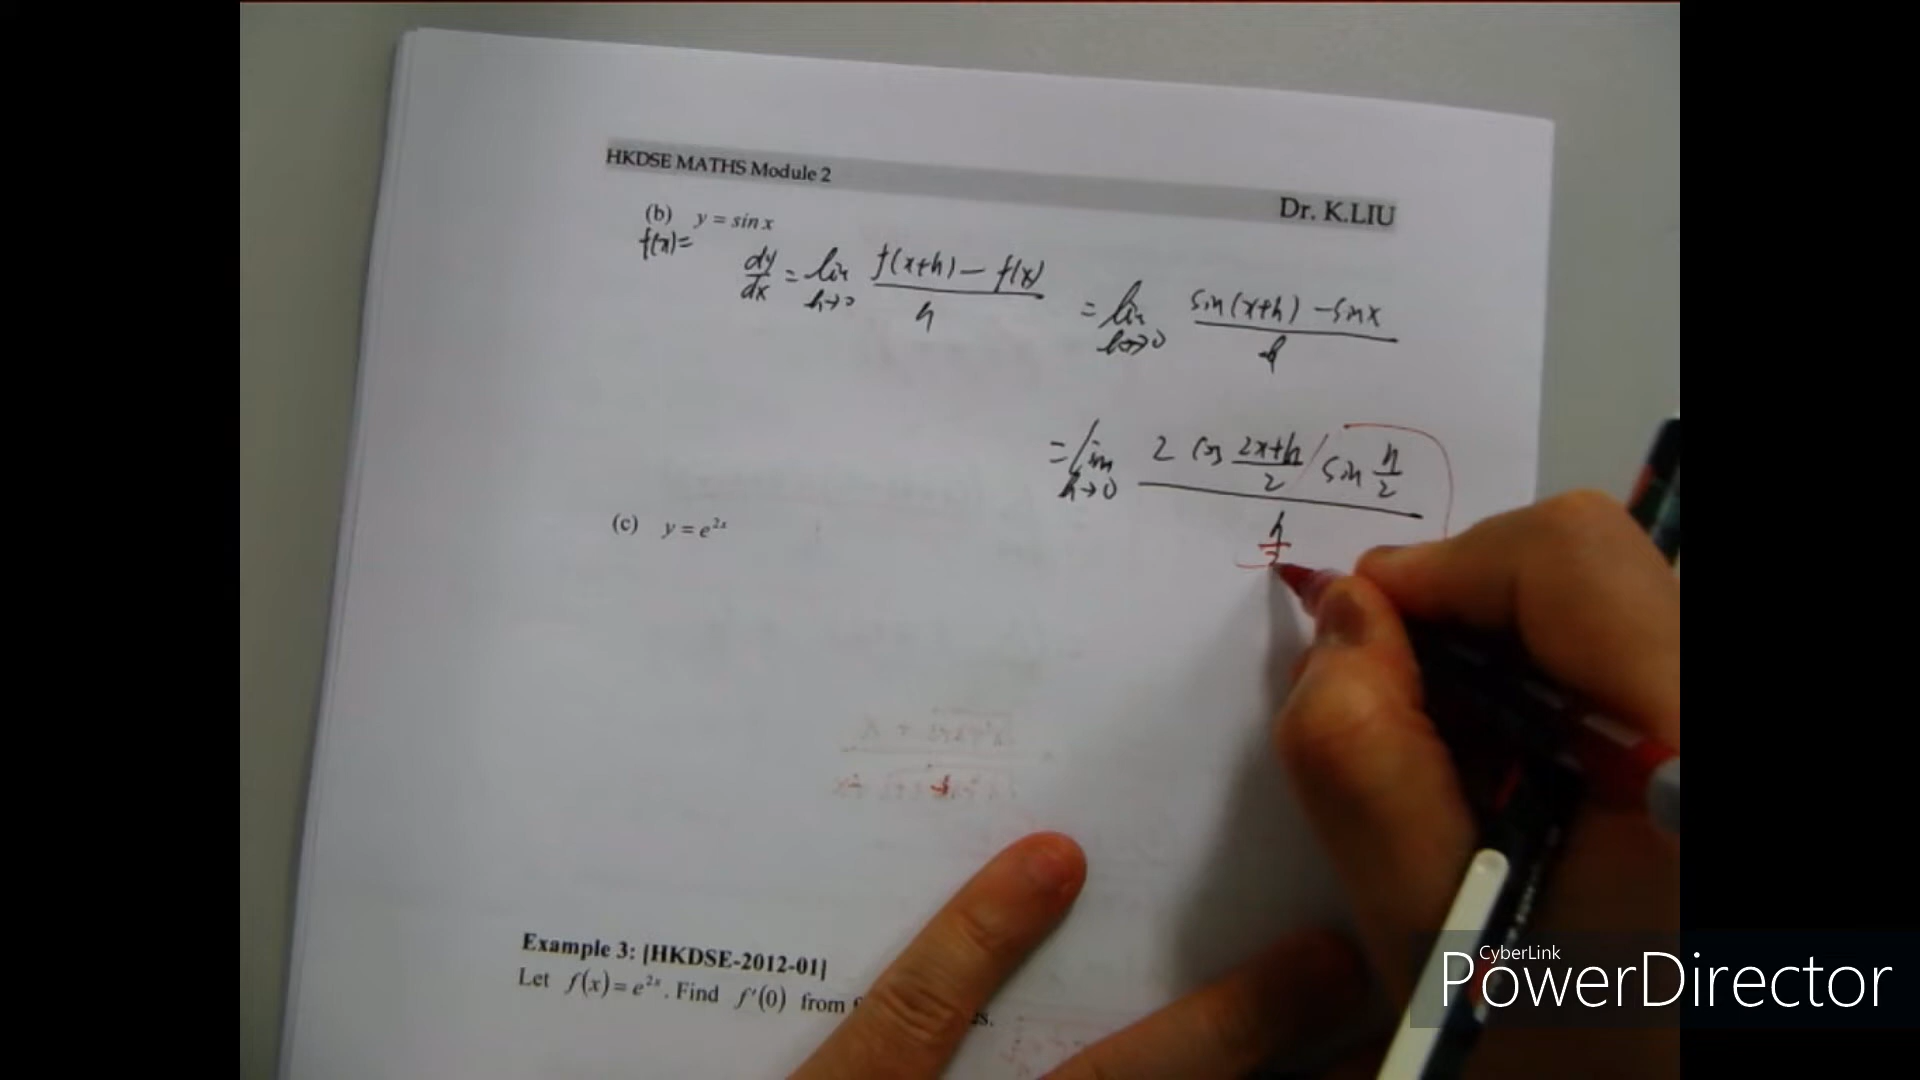 HKDSE MATHS Module 2
Dr. K.LIU
(b) y = sin x
f(x)=
dy/dx = lim h→0 (f(x+h) − f(x))/h = lim h→0 (sin(x+h) − sin x)/h
= lim h→0 (2 cos (2x+h)/2 sin h/2)/(h/2)
(c) y = e^{2x}
Example 3: [HKDSE-2012-01]
Let f(x) = e^{2x}. Find f'(0) from
CyberLink
PowerDirector